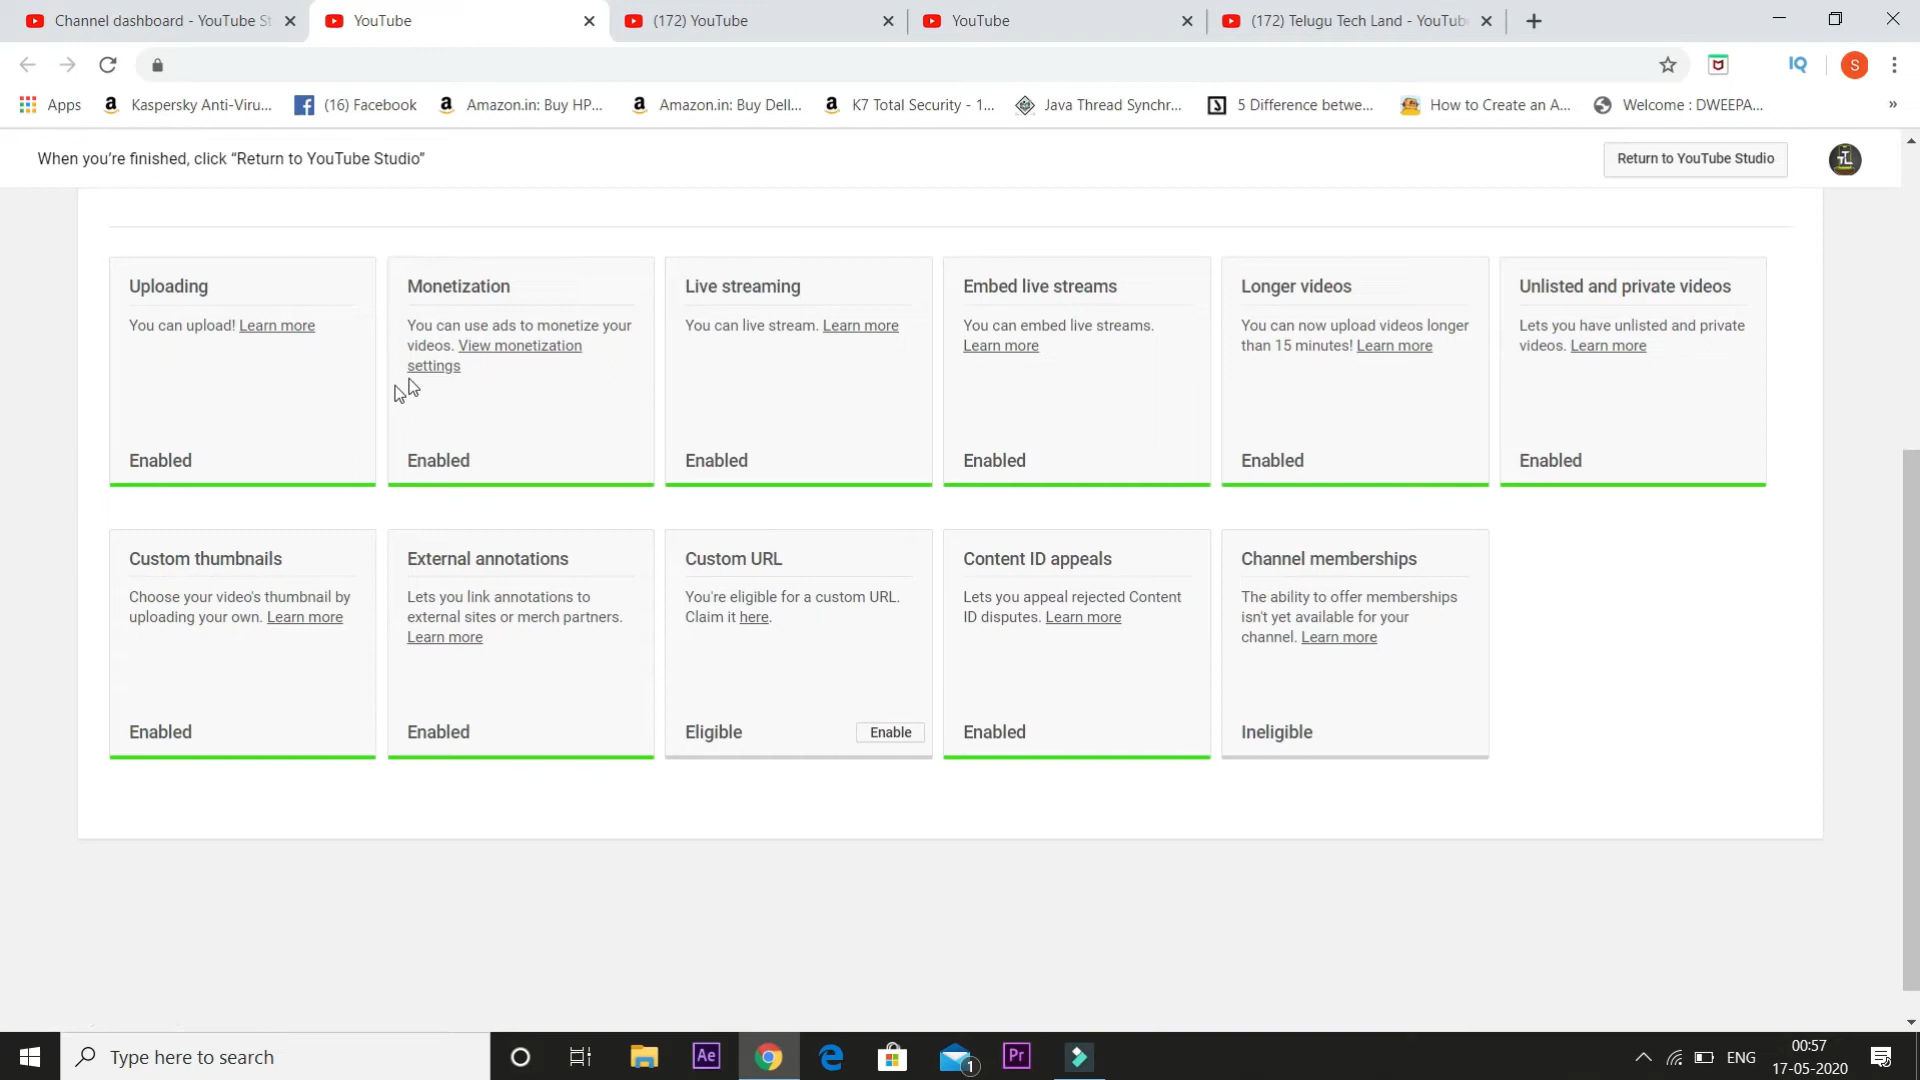 Channel dashboard - YouTube St
YouTube
(172) YouTube
YouTube
(172) Telugu Tech Land - YouTub
IQ
S
Apps
Kaspersky Anti-Viru...
(16) Facebook
Amazon.in: Buy HP...
Amazon.in: Buy Dell...
K7 Total Security - 1...
Java Thread Synchr...
5 Difference betwe...
How to Create an A...
Welcome : DWEEPA...
»
When you're finished, click “Return to YouTube Studio”
Return to YouTube Studio
Uploading
You can upload! Learn more
Enabled
Monetization
You can use ads to monetize your
videos. View monetization
settings
Enabled
Live streaming
You can live stream. Learn more
Enabled
Embed live streams
You can embed live streams.
Learn more
Enabled
Longer videos
You can now upload videos longer
than 15 minutes! Learn more
Enabled
Unlisted and private videos
Lets you have unlisted and private
videos. Learn more
Enabled
Custom thumbnails
Choose your video's thumbnail by
uploading your own. Learn more
Enabled
External annotations
Lets you link annotations to
external sites or merch partners.
Learn more
Enabled
Custom URL
You're eligible for a custom URL.
Claim it here.
Eligible
Enable
Content ID appeals
Lets you appeal rejected Content
ID disputes. Learn more
Enabled
Channel memberships
The ability to offer memberships
isn't yet available for your
channel. Learn more
Ineligible
Type here to search
Ae
1
Pr
ENG
00:57
17-05-2020